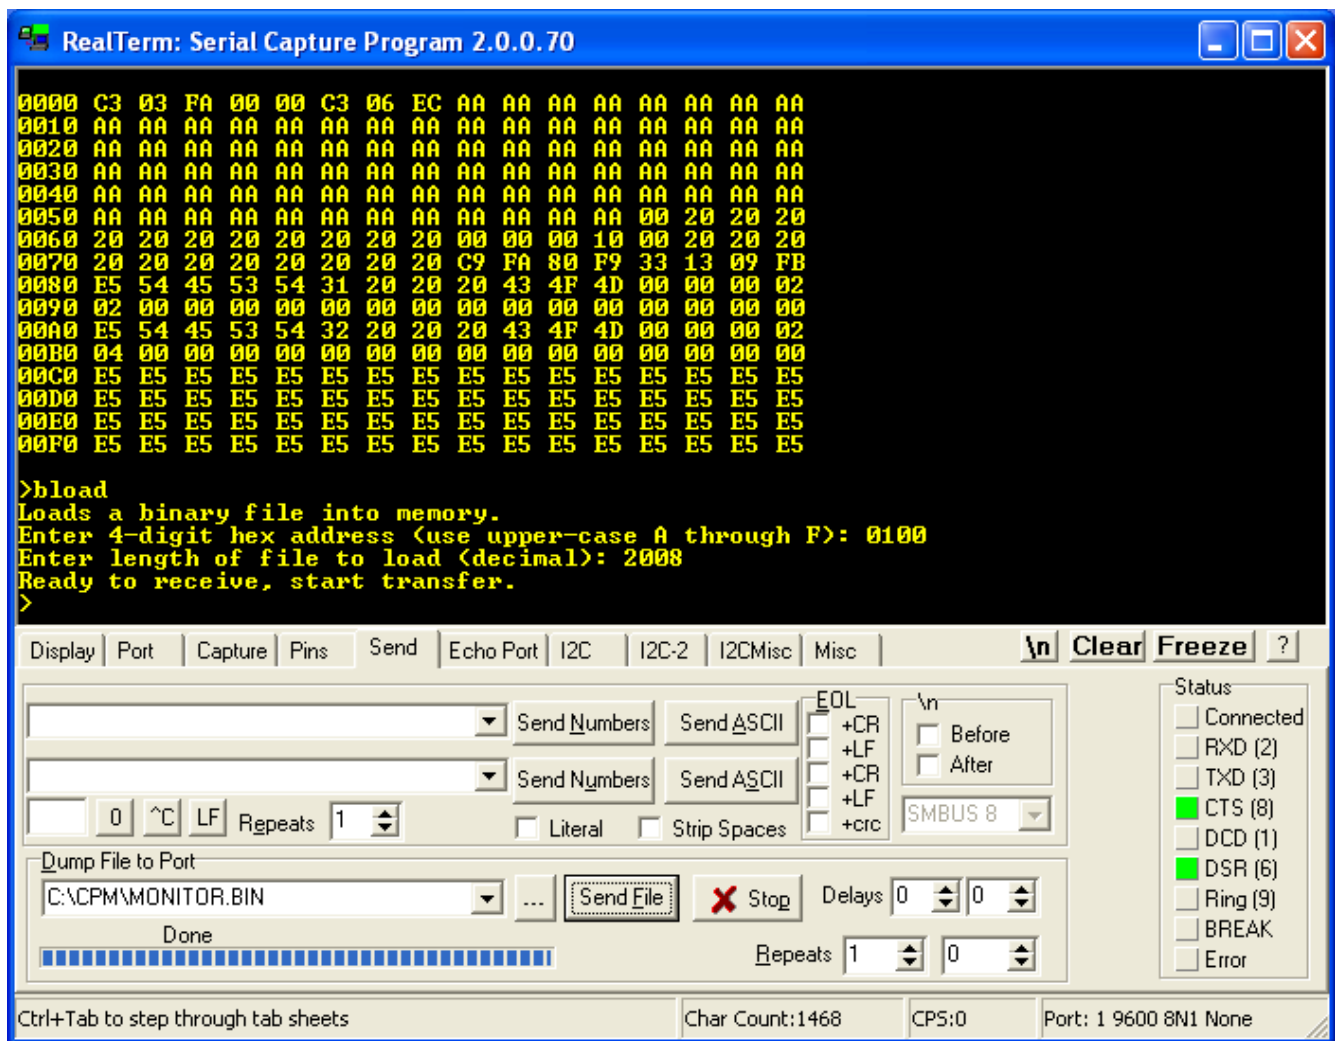 RealTerm: Serial Capture Program 2.0.0.70
0000 C3 03 FA 00 00 C3 06 EC AA AA AA AA AA AA AA AA
0010 AA AA AA AA AA AA AA AA AA AA AA AA AA AA AA AA
0020 AA AA AA AA AA AA AA AA AA AA AA AA AA AA AA AA
0030 AA AA AA AA AA AA AA AA AA AA AA AA AA AA AA AA
0040 AA AA AA AA AA AA AA AA AA AA AA AA AA AA AA AA
0050 AA AA AA AA AA AA AA AA AA AA AA AA 00 20 20 20
0060 20 20 20 20 20 20 20 20 00 00 00 10 00 20 20 20
0070 20 20 20 20 20 20 20 20 C9 FA 80 F9 33 13 09 FB
0080 E5 54 45 53 54 31 20 20 20 43 4F 4D 00 00 00 02
0090 02 00 00 00 00 00 00 00 00 00 00 00 00 00 00 00
00A0 E5 54 45 53 54 32 20 20 20 43 4F 4D 00 00 00 02
00B0 04 00 00 00 00 00 00 00 00 00 00 00 00 00 00 00
00C0 E5 E5 E5 E5 E5 E5 E5 E5 E5 E5 E5 E5 E5 E5 E5 E5
00D0 E5 E5 E5 E5 E5 E5 E5 E5 E5 E5 E5 E5 E5 E5 E5 E5
00E0 E5 E5 E5 E5 E5 E5 E5 E5 E5 E5 E5 E5 E5 E5 E5 E5
00F0 E5 E5 E5 E5 E5 E5 E5 E5 E5 E5 E5 E5 E5 E5 E5 E5
>bload
Loads a binary file into memory.
Enter 4-digit hex address (use upper-case A through F): 0100
Enter length of file to load (decimal): 2008
Ready to receive, start transfer.
>
Display Port Capture Pins Send Echo Port I2C I2C-2 I2CMisc Misc \n Clear Freeze ?
EOL \n Status
Send Numbers Send ASCII +CR Before Connected
+LF After RXD (2)
Send Numbers Send ASCII +CR TXD (3)
+LF SMBUS 8 CTS (8)
0 ^C LF Repeats 1 Literal Strip Spaces +crc DCD (1)
Dump File to Port DSR (6)
C:\CPM\MONITOR.BIN ... Send File Stop Delays 0 0 Ring (9)
Done BREAK
Repeats 1 0 Error
Ctrl+Tab to step through tab sheets Char Count:1468 CPS:0 Port: 1 9600 8N1 None